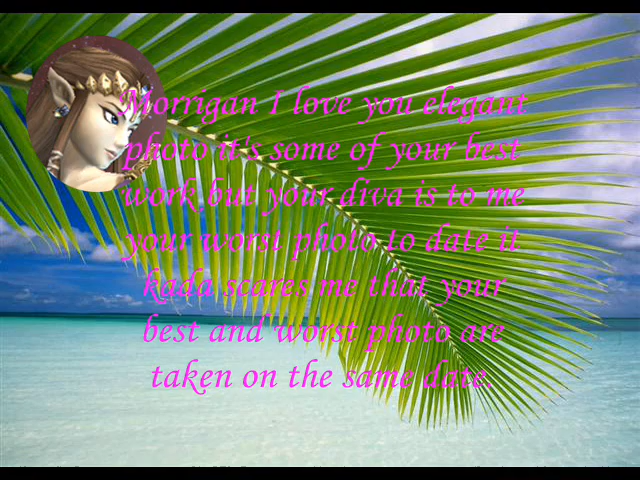 Morrigan I love you elegant
photo it's some of your best
work but your diva is to me
your worst photo to date it
kada scares me that your
best and worst photo are
taken on the same date.